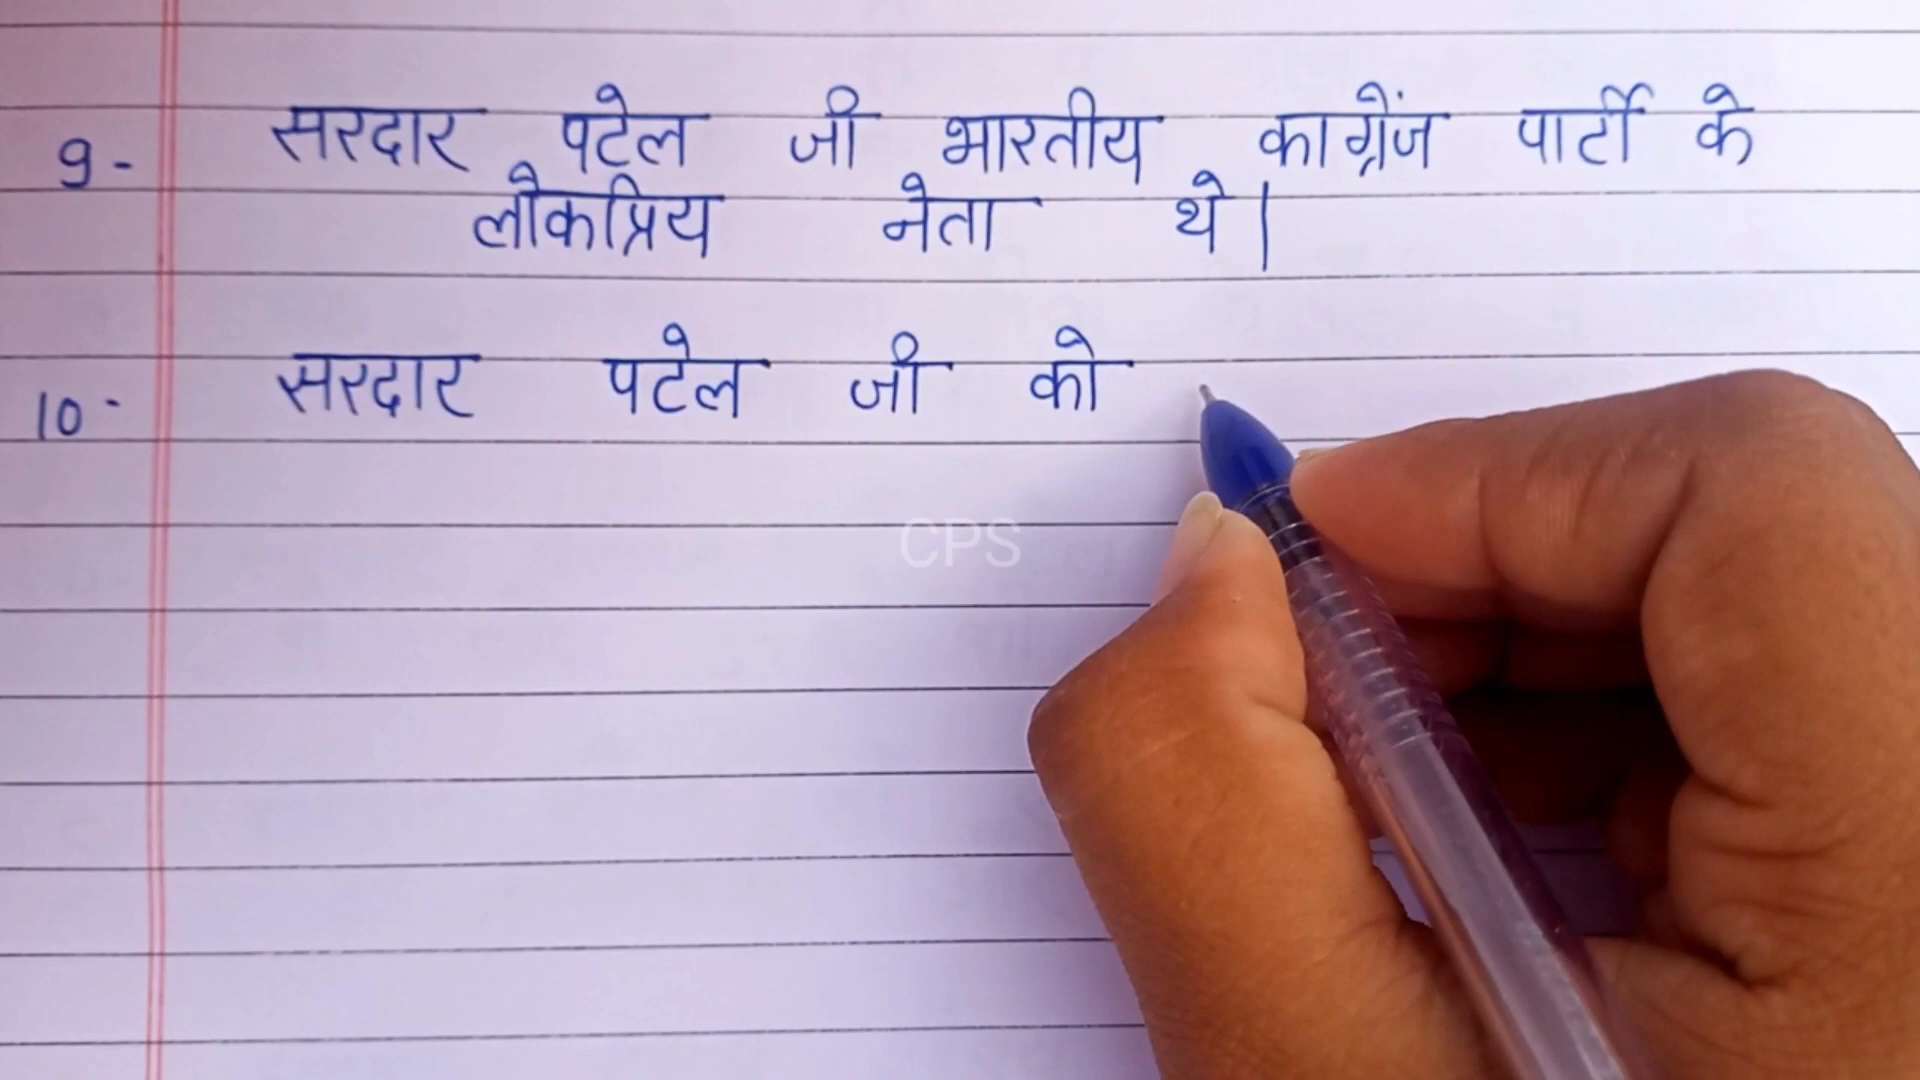 9- सरदार पटेल जी भारतीय काग्रेंज पार्टी के
लोकप्रिय नेता थे|
10- सरदार पटेल जी को
CPS